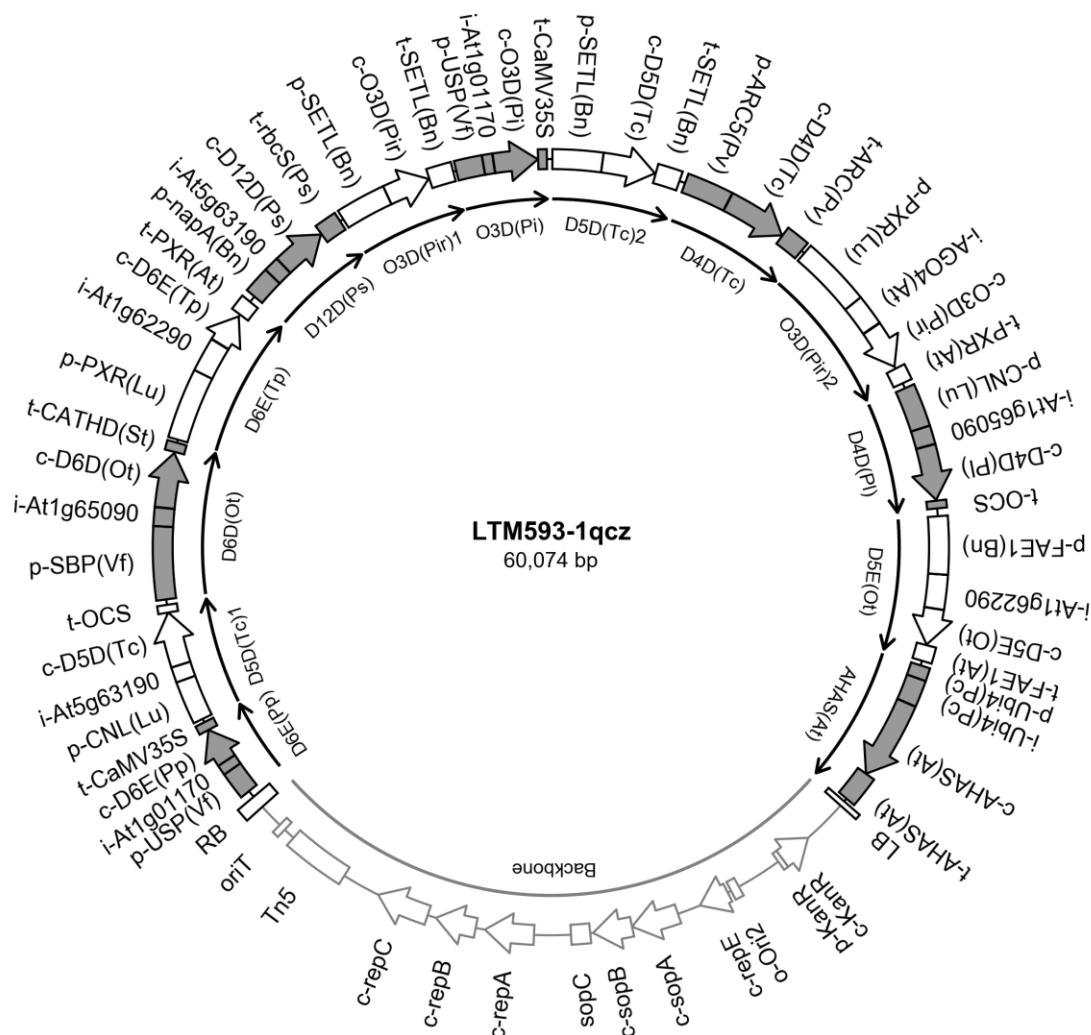 t-CaMV35S
p-SETL(Bn)
c-D5D(Tc)
t-SETL(Bn)
p-ARC5(Pv)
c-D4D(Tc)
t-ARC(Pv)
p-PXR(Lu)
i-AGO4(At)
c-O3D(Pir)
t-PXR(At)
p-CNL(Lu)
i-At1g65090
c-D4D(Pl)
t-OCS
p-FAE1(Bn)
i-At1g62290
c-D5E(Ot)
t-FAE1(At)
p-Ubi4(Pc)
i-Ubi4(Pc)
c-AHAS(At)
t-AHAS(At)
LB
c-KanR
p-KanR
o-Ori2
c-repE
c-sopA
c-sopB
sopC
c-repA
c-repB
c-repC
Tn5
oriT
RB
p-USP(Vf)
i-At1g01170
c-D6E(Pp)
t-CaMV35S
p-CNL(Lu)
i-At5g63190
c-D5D(Tc)
t-OCS
p-SBP(Vf)
i-At1g65090
c-D6D(Ot)
t-CATHD(St)
p-PXR(Lu)
i-At1g62290
c-D6E(Tp)
t-PXR(At)
p-napA(Bn)
i-At5g63190
c-D12D(Ps)
t-rbcS(Ps)
p-SETL(Bn)
c-O3D(Pir)
t-SETL(Bn)
p-USP(Vf)
i-At1g01170
c-O3D(Pi)
D6E(Pp)
D5D(Tc)1
D6D(Ot)
D6E(Tp)
D12D(Ps)
O3D(Pir)1
O3D(Pi)
D5D(Tc)2
D4D(Tc)
O3D(Pir)2
D4D(Pl)
D5E(Ot)
AHAS(At)
Backbone
LTM593-1qcz
60,074 bp